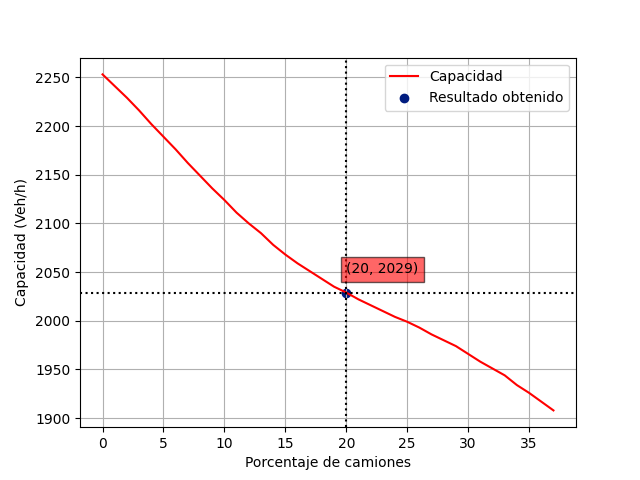 Capacidad
Resultado obtenido
2250
2200
2150
2100
2050
2000
1950
1900
Capacidad (Veh/h)
(20, 2029)
0 5 10 15 20 25 30 35
Porcentaje de camiones